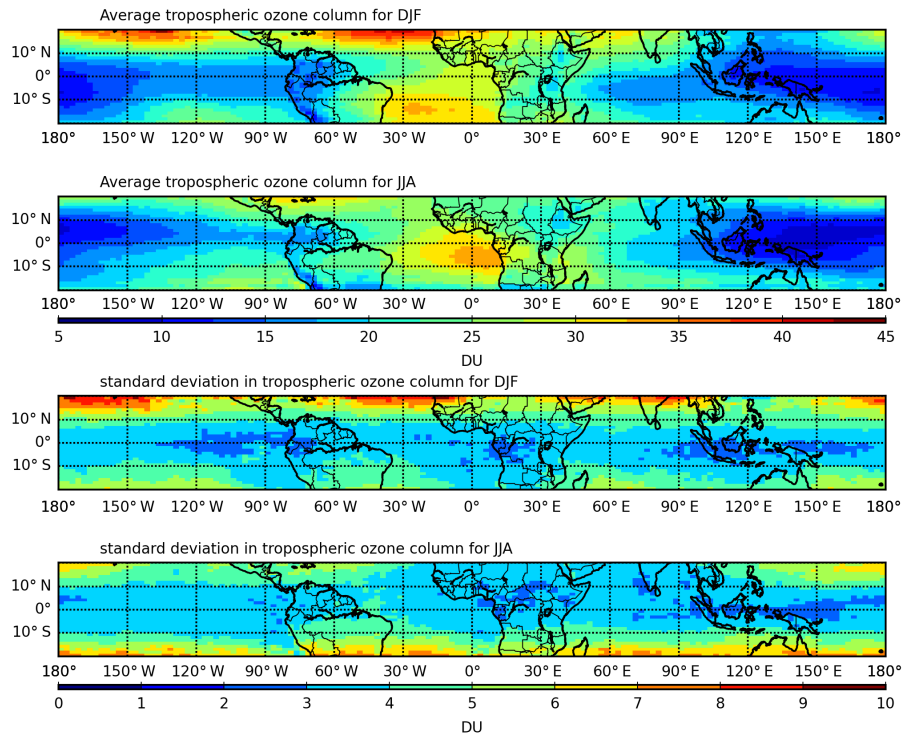 Average tropospheric ozone column for DJF
10° N
0°
10° S
180° 150° W 120° W 90° W 60° W 30° W 0° 30° E 60° E 90° E 120° E 150° E 180°
Average tropospheric ozone column for JJA
10° N
0°
10° S
180° 150° W 120° W 90° W 60° W 30° W 0° 30° E 60° E 90° E 120° E 150° E 180°
5 10 15 20 25 30 35 40 45
DU
standard deviation in tropospheric ozone column for DJF
10° N
0°
10° S
180° 150° W 120° W 90° W 60° W 30° W 0° 30° E 60° E 90° E 120° E 150° E 180°
standard deviation in tropospheric ozone column for JJA
10° N
0°
10° S
180° 150° W 120° W 90° W 60° W 30° W 0° 30° E 60° E 90° E 120° E 150° E 180°
0 1 2 3 4 5 6 7 8 9 10
DU